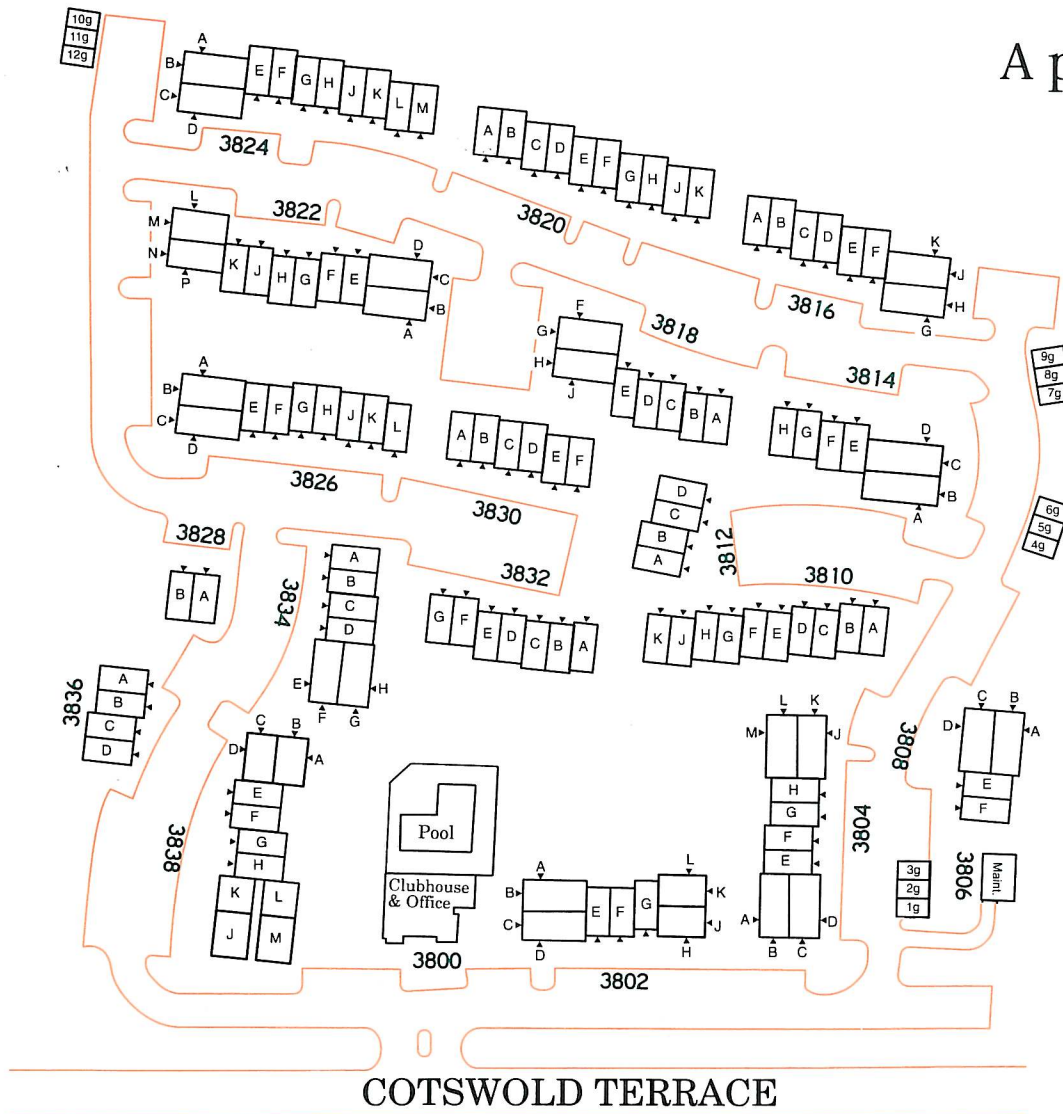 10g
11g
12g
A p
A
B
C
D
E F G H J K L M
3824
A B C D E F G H J K
3820
A B C D E F
K
J
H
G
3816
3822
L
M
N
P
K J H G F E
D
C
B
A
3818
F
G
H
J
E D C B A
3814
H G F E
D
C
B
A
9g
8g
7g
6g
5g
4g
A
B
C
D
E F G H J K L
3826
A B C D E F
3830
D
C
B
A
3812
3810
3828
B A
3834
A
B
C
D
E
F
G
H
3832
G F E D C B A
K J H G F E D C B A
3836
A
B
C
D
C
B
D
A
E
F
G
H
K L
J M
3838
Pool
Clubhouse
& Office
3800
A
B
C
D
E F G
L
K
J
H
3802
L
K
M
J
H
G
F
E
A
D
B
C
3804
3808
C
B
D
A
E
F
3g
2g
1g
3806
Maint.
COTSWOLD TERRACE